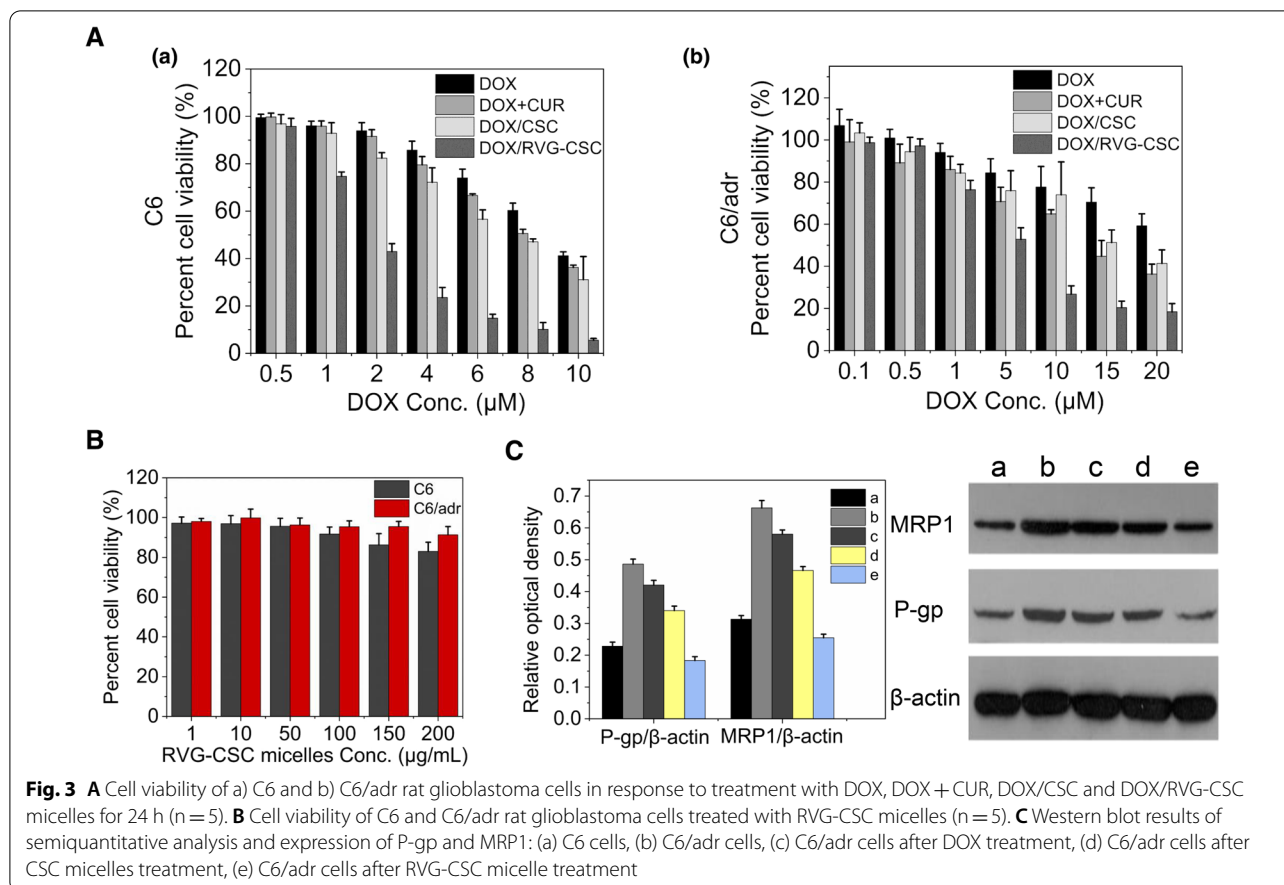 A
(a)
120
100
80
60
40
20
0
C6
Percent cell viability (%)
DOX
DOX+CUR
DOX/CSC
DOX/RVG-CSC
0.5 1 2 4 6 8 10
DOX Conc. (µM)
(b)
120
100
80
60
40
20
0
C6/adr
Percent cell viability (%)
DOX
DOX+CUR
DOX/CSC
DOX/RVG-CSC
0.1 0.5 1 5 10 15 20
DOX Conc. (µM)
B
120
100
80
60
40
20
0
Percent cell viability (%)
C6
C6/adr
1 10 50 100 150 200
RVG-CSC micelles Conc. (µg/mL)
C
0.7
0.6
0.5
0.4
0.3
0.2
0.1
0.0
Relative optical density
a
b
c
d
e
P-gp/β-actin MRP1/β-actin
a b c d e
MRP1
P-gp
β-actin
Fig. 3 A Cell viability of a) C6 and b) C6/adr rat glioblastoma cells in response to treatment with DOX, DOX + CUR, DOX/CSC and DOX/RVG-CSC
micelles for 24 h (n = 5). B Cell viability of C6 and C6/adr rat glioblastoma cells treated with RVG-CSC micelles (n = 5). C Western blot results of
semiquantitative analysis and expression of P-gp and MRP1: (a) C6 cells, (b) C6/adr cells, (c) C6/adr cells after DOX treatment, (d) C6/adr cells after
CSC micelles treatment, (e) C6/adr cells after RVG-CSC micelle treatment